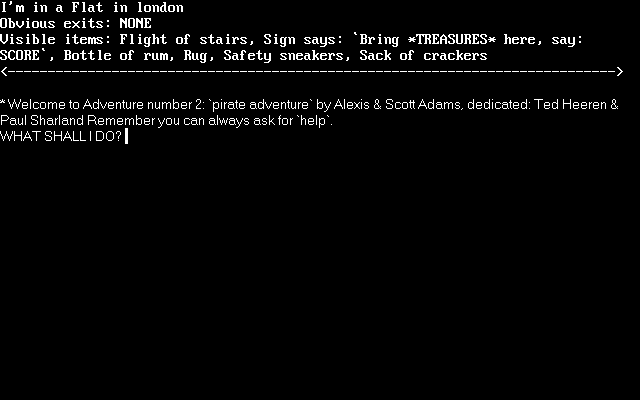 I'm in a Flat in london
Obvious exits: NONE
Visible items: Flight of stairs, Sign says: `Bring *TREASURES* here, say:
SCORE`, Bottle of rum, Rug, Safety sneakers, Sack of crackers
<------------------------------------------------------------------------------>
*Welcome to Adventure number 2: `pirate adventure` by Alexis & Scott Adams, dedicated: Ted Heeren &
Paul Sharland Remember you can always ask for `help`.
WHAT SHALL I DO?